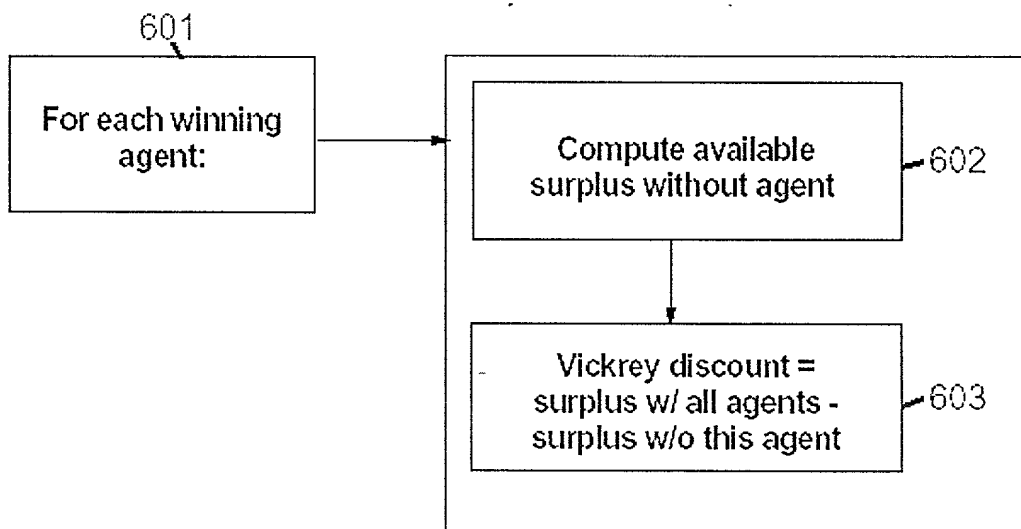 601
For each winning
agent:
Compute available
surplus without agent
602
Vickrey discount =
surplus w/ all agents -
surplus w/o this agent
603